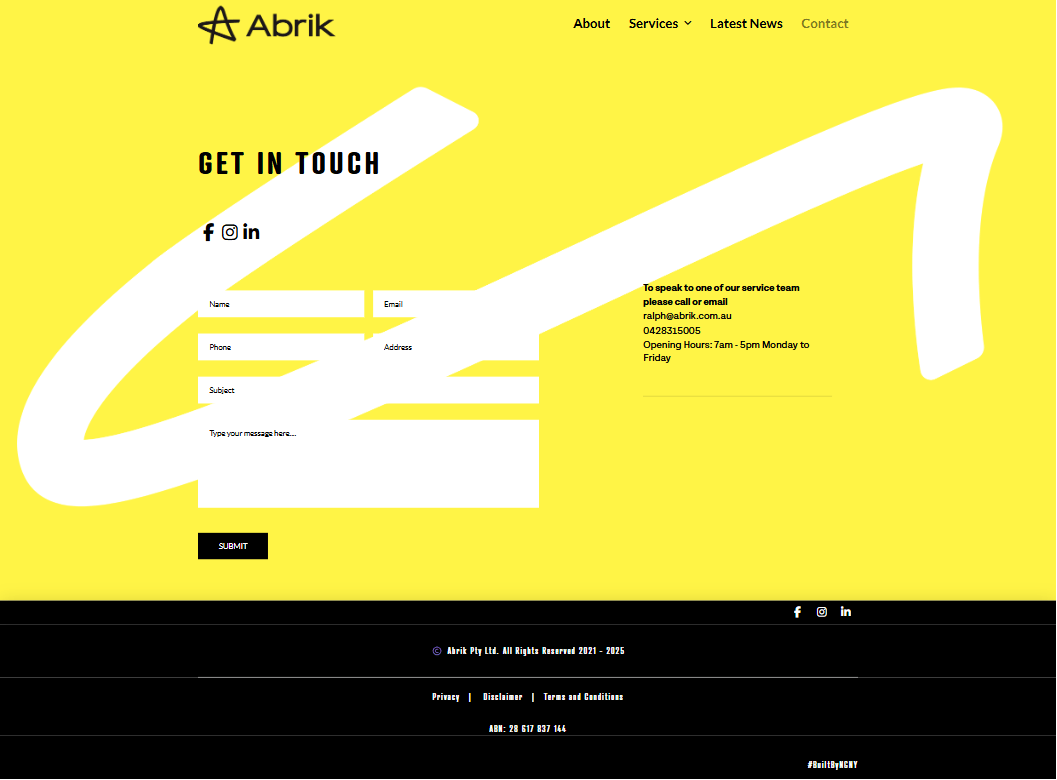 Abrik
About Services Latest News Contact
GET IN TOUCH
Name Email
To speak to one of our service team
please call or email
ralph@abrik.com.au
0428315005
Opening Hours: 7am - 5pm Monday to
Friday
Phone Address
Subject
Type your message here...
SUBMIT
© Abrik Pty Ltd. All Rights Reserved 2021 - 2025
Privacy | Disclaimer | Terms and Conditions
ABN: 28 617 837 144
#BuiltByNGNY